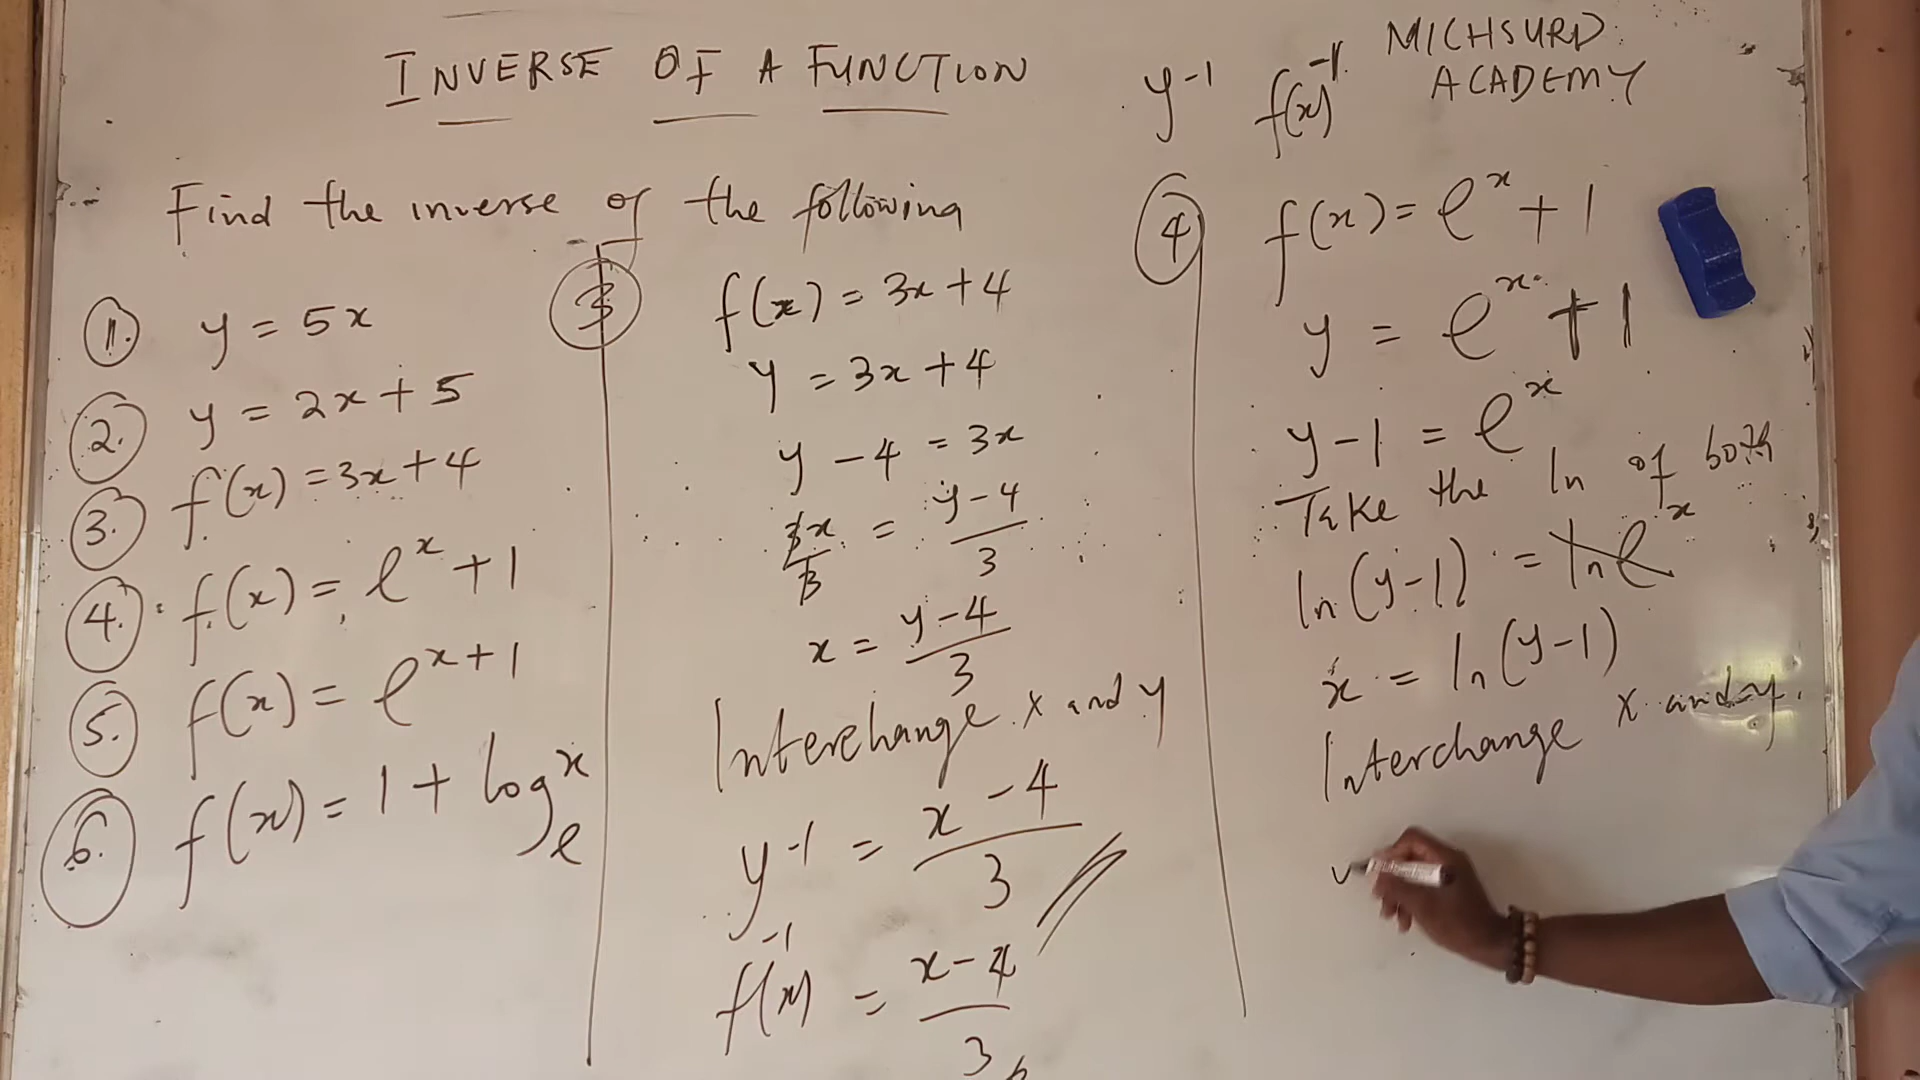 INVERSE OF A FUNCTION
y-1 f(x)-1
MICHSURD
ACADEMY
Find the inverse of the following
1. y = 5x
2. y = 2x + 5
3. f(x) = 3x + 4
4. f(x) = e^x + 1
5. f(x) = e^x+1
6. f(x) = 1 + log_e^x
3 f(x) = 3x + 4
y = 3x + 4
y - 4 = 3x
3x/3 = y-4/3
x = y-4/3
Interchange x and y
y-1 = x-4/3
f-1(x) = x-4/3
4 f(x) = e^x + 1
y = e^x + 1
y-1 = e^x
Take the ln of both
ln(y-1) = ln e^x
x = ln(y-1)
Interchange x and y.